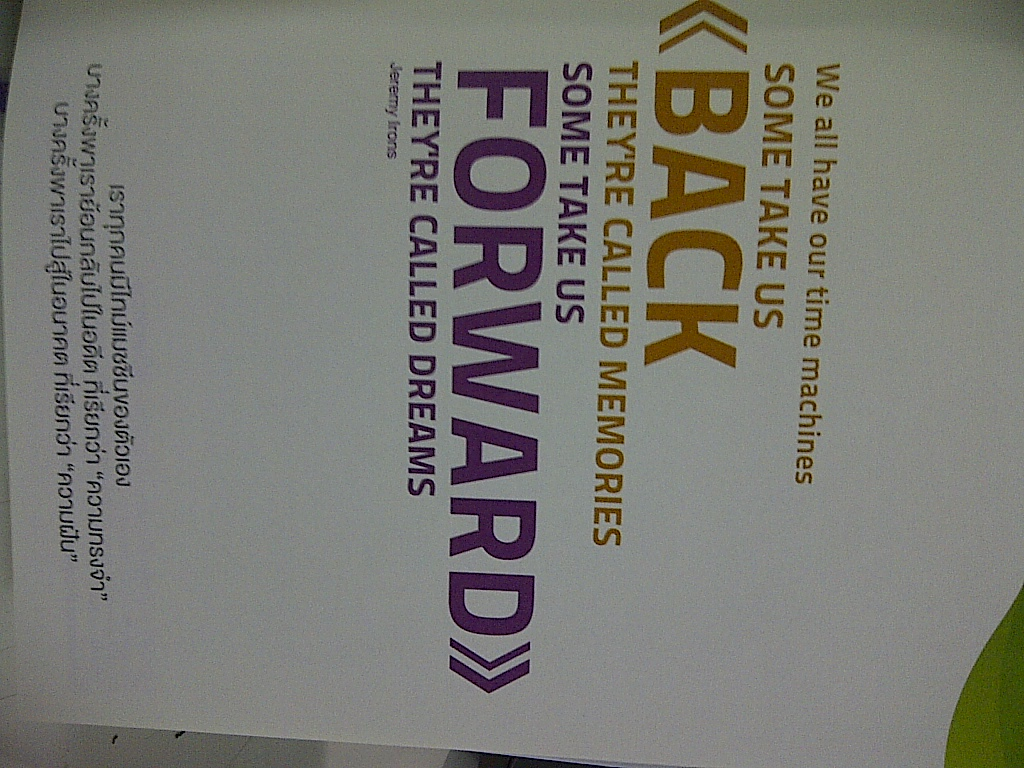 We all have our time machines
SOME TAKE US
《BACK
THEY'RE CALLED MEMORIES
SOME TAKE US
FORWARD》
THEY'RE CALLED DREAMS
Jeremy Irons
เราทุกคนมีไทม์แมชชีนของตัวเอง
บางครั้งพาเราย้อนกลับไปในอดีต ที่เรียกว่า “ความทรงจำ”
บางครั้งพาเราไปสู่ในอนาคต ที่เรียกว่า “ความฝัน”